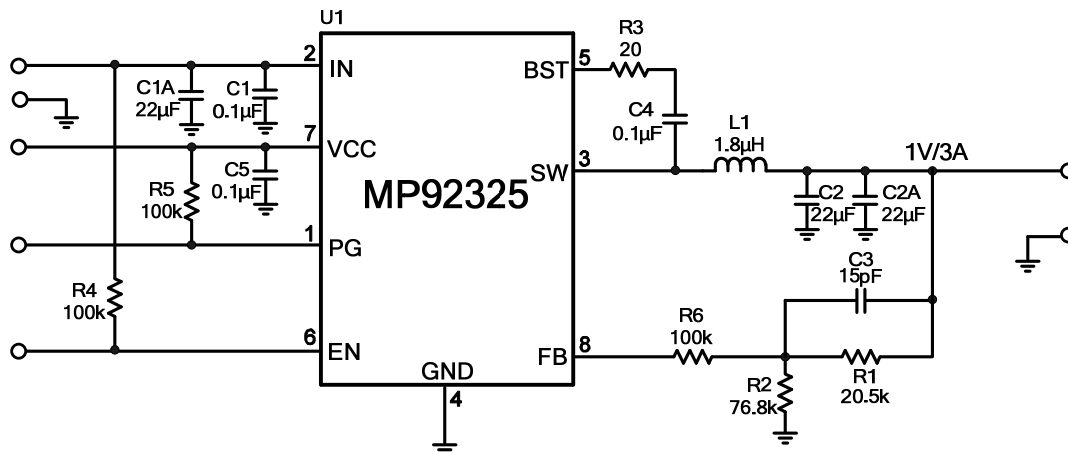 U1
R3
20
2
IN
5
BST
C1A
22µF
C1
0.1µF
C4
0.1µF
L1
1.8µH
7
VCC
3
SW
1V/3A
R5
100k
C5
0.1µF
MP92325
C2
22µF
C2A
22µF
1
PG
C3
15pF
R4
100k
R6
100k
6
EN
8
FB
GND
4
R2
76.8k
R1
20.5k